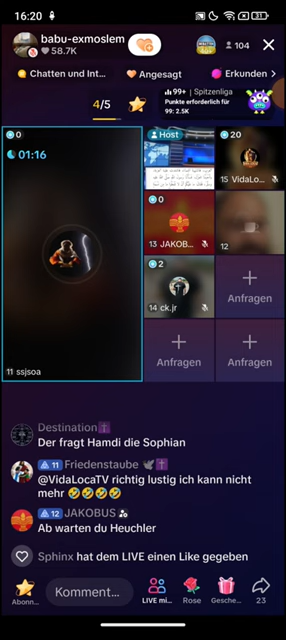 16:20
31
babu-exmoslem
58.7K
104
Chatten und Int...
Angesagt
Erkunden
4/5
99+ | Spitzenliga
Punkte erforderlich für
99: 2.5K
0
01:16
Host
20
15 VidaLo...
0
13 JAKOB...
12
2
14 ck.jr
Anfragen
Anfragen
Anfragen
11 ssjsoa
Destination
Der fragt Hamdi die Sophian
11 Friedenstaube 🕊✝️
@VidaLocaTV richtig lustig ich kann nicht
mehr 🤣🤣🤣🤣
12 JAKOBUS
Ab warten du Heuchler
Sphinx hat dem LIVE einen Like gegeben
Abonn...
Kommentar...
LIVE mi...
Rose
Gesche...
23